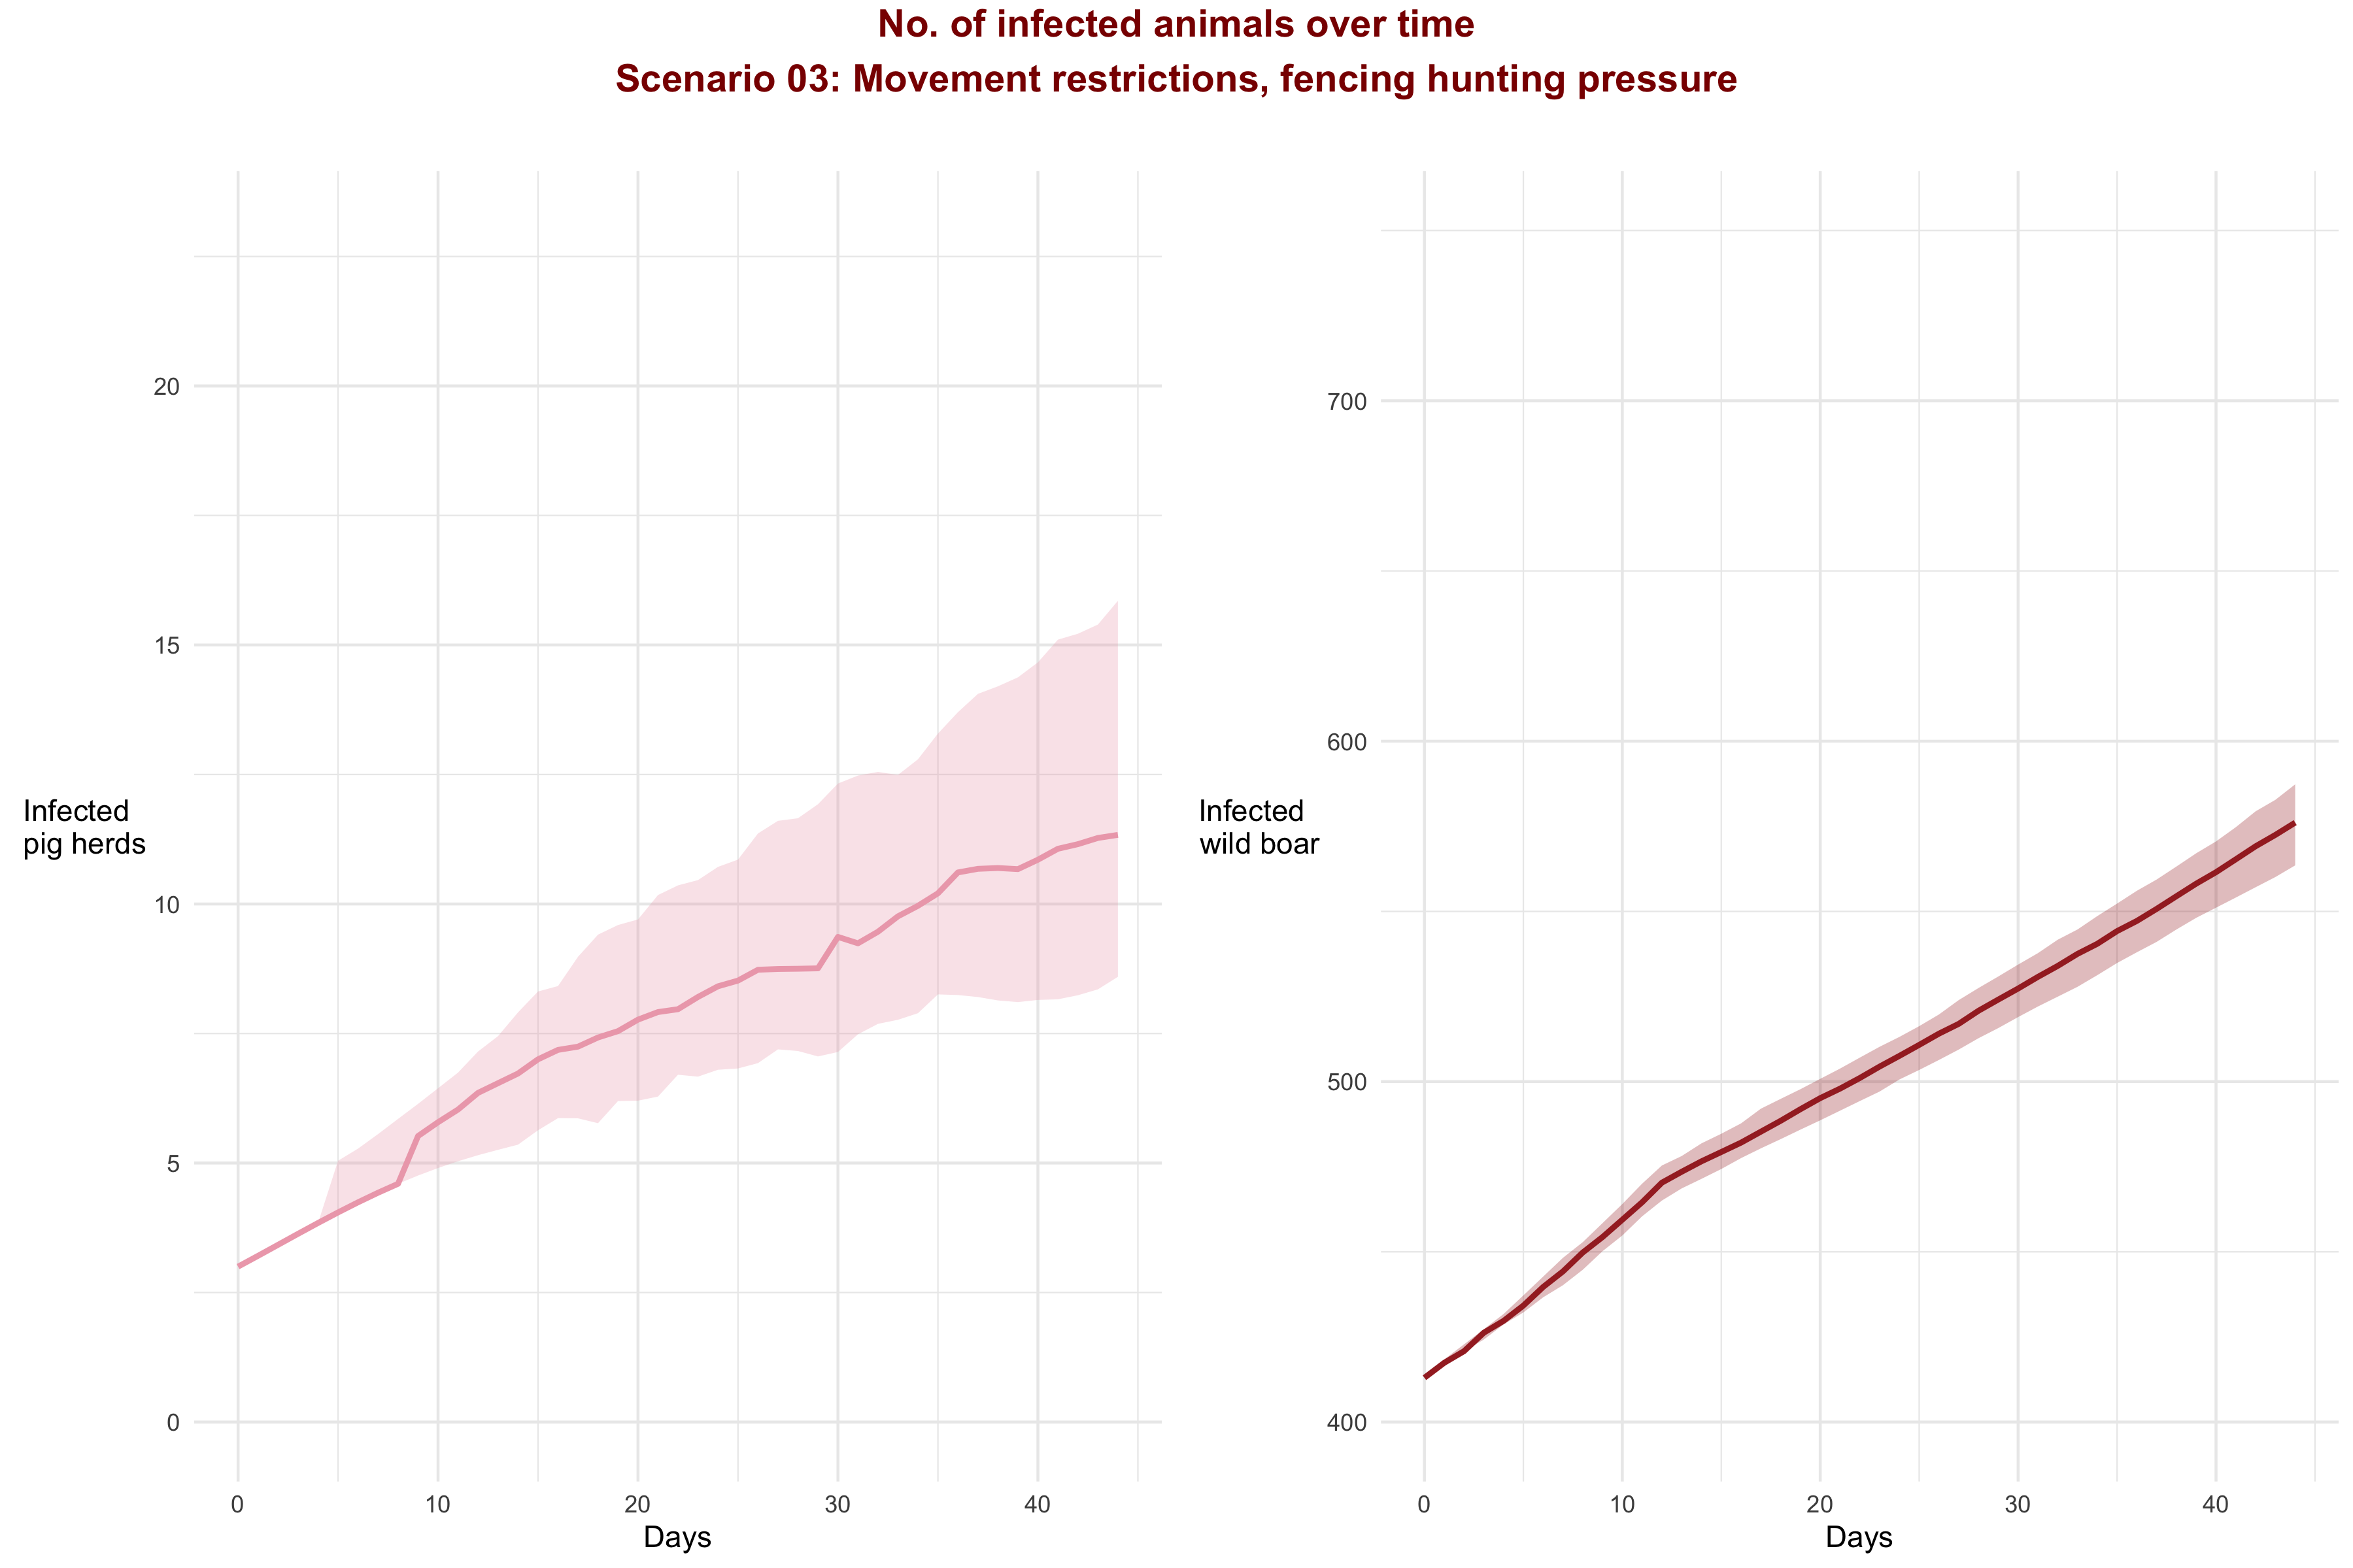 No. of infected animals over time
Scenario 03: Movement restrictions, fencing hunting pressure
20
15
10
5
0
Infected
pig herds
0 10 20 30 40
Days
700
600
500
400
Infected
wild boar
0 10 20 30 40
Days